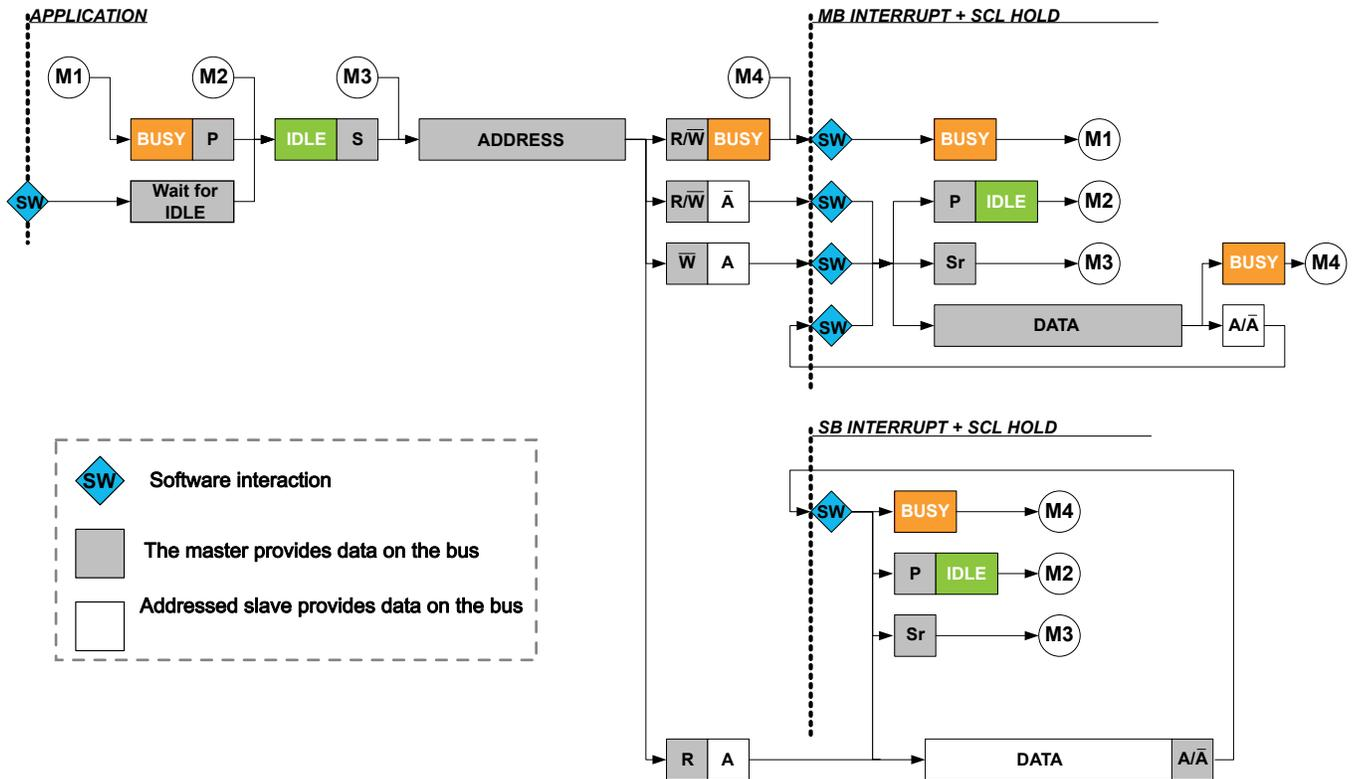 APPLICATION
MB INTERRUPT + SCL HOLD
M1
M2
M3
M4
BUSY P
IDLE S
ADDRESS
R/W̅ BUSY
SW
BUSY
M1
SW
Wait for
IDLE
R/W̅ A̅
SW
P IDLE
M2
W̅ A
SW
Sr
M3
BUSY
M4
SW
DATA
A/A̅
SB INTERRUPT + SCL HOLD
SW
BUSY
M4
P IDLE
M2
Sr
M3
R A
DATA A/A̅
SW Software interaction
The master provides data on the bus
Addressed slave provides data on the bus